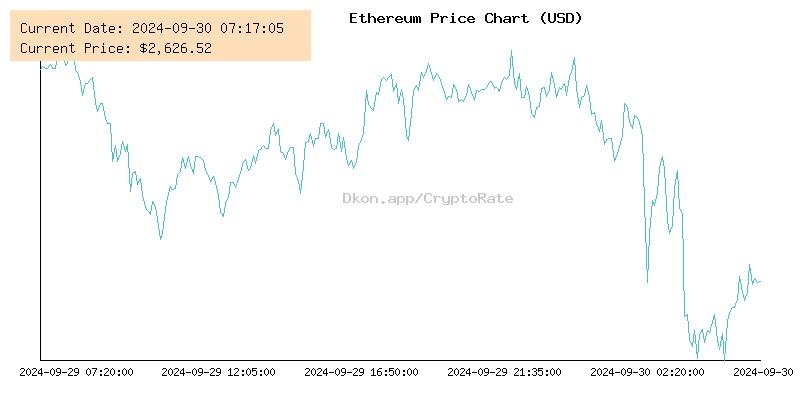 Ethereum Price Chart (USD)
Current Date: 2024-09-30 07:17:05
Current Price: $2,626.52
Dkon.app/CryptoRate
2024-09-29 07:20:00 2024-09-29 12:05:00 2024-09-29 16:50:00 2024-09-29 21:35:00 2024-09-30 02:20:00 2024-09-30